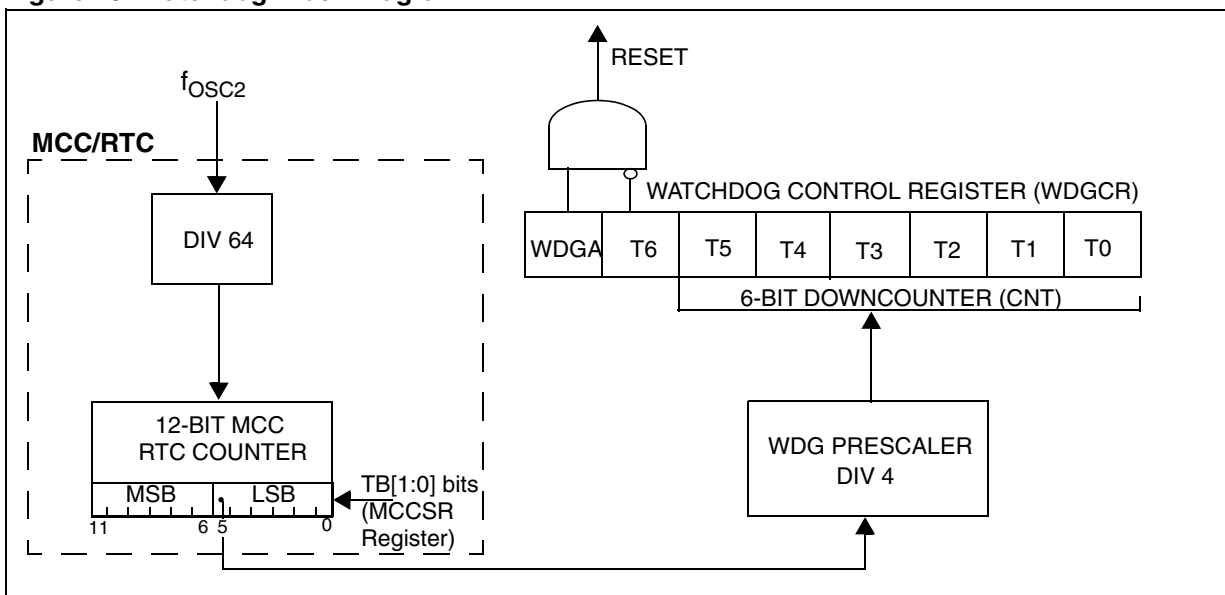 RESET
fOSC2
MCC/RTC
DIV 64
12-BIT MCC
RTC COUNTER
MSB LSB
11 6 5 0
TB[1:0] bits
(MCCSR
Register)
WATCHDOG CONTROL REGISTER (WDGCR)
WDGA T6 T5 T4 T3 T2 T1 T0
6-BIT DOWNCOUNTER (CNT)
WDG PRESCALER
DIV 4